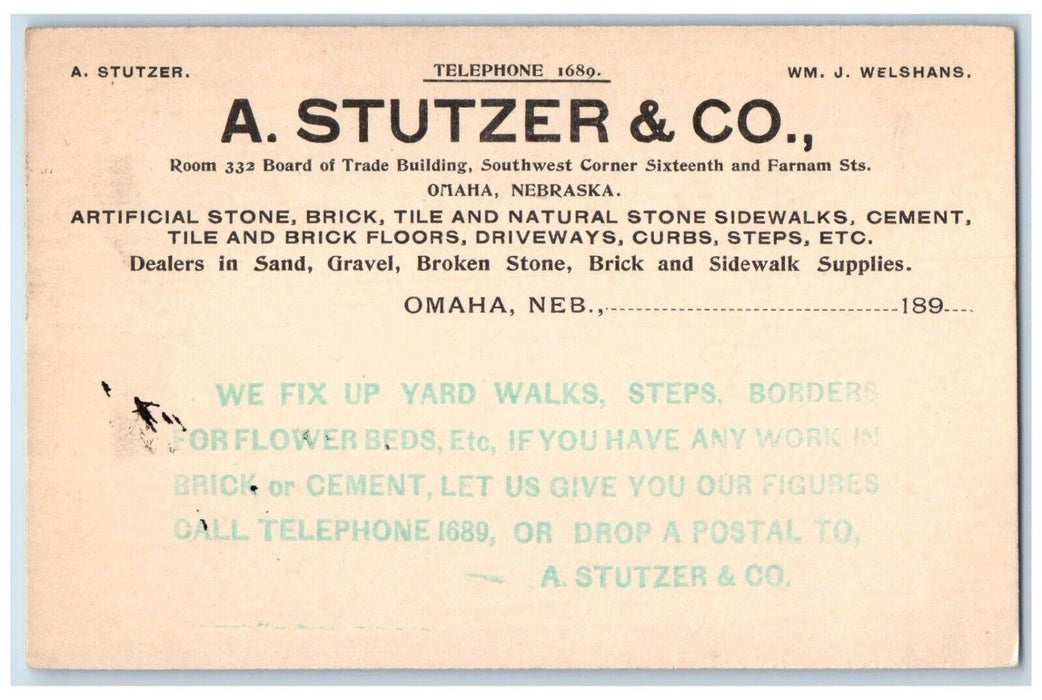 A. STUTZER. TELEPHONE 1689. WM. J. WELSHANS.
A. STUTZER & CO.,
Room 332 Board of Trade Building, Southwest Corner Sixteenth and Farnam Sts.
OMAHA, NEBRASKA.
ARTIFICIAL STONE, BRICK, TILE AND NATURAL STONE SIDEWALKS, CEMENT,
TILE AND BRICK FLOORS, DRIVEWAYS, CURBS, STEPS, ETC.
Dealers in Sand, Gravel, Broken Stone, Brick and Sidewalk Supplies.
OMAHA, NEB., 189
WE FIX UP YARD WALKS, STEPS, BORDERS
FOR FLOWER BEDS, Etc, IF YOU HAVE ANY WORK IN
BRICK or CEMENT, LET US GIVE YOU OUR FIGURES
CALL TELEPHONE 1689, OR DROP A POSTAL TO,
A. STUTZER & CO.